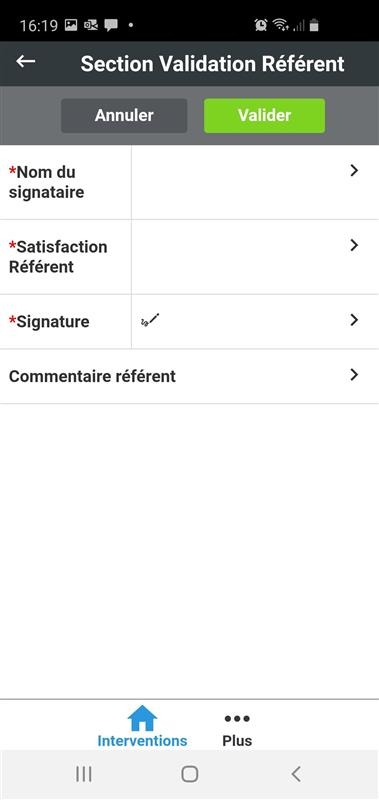 16:19
Section Validation Référent
Annuler
Valider
*Nom du
signataire
*Satisfaction
Référent
*Signature
Commentaire référent
Interventions
Plus